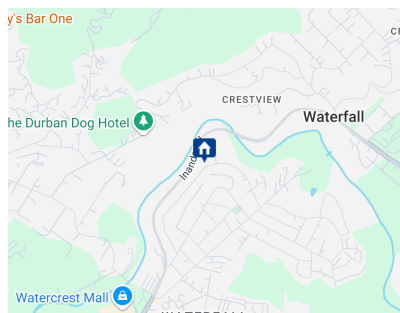 y's Bar One
CRESTVIEW
Waterfall
he Durban Dog Hotel
Inanda
Watercrest Mall